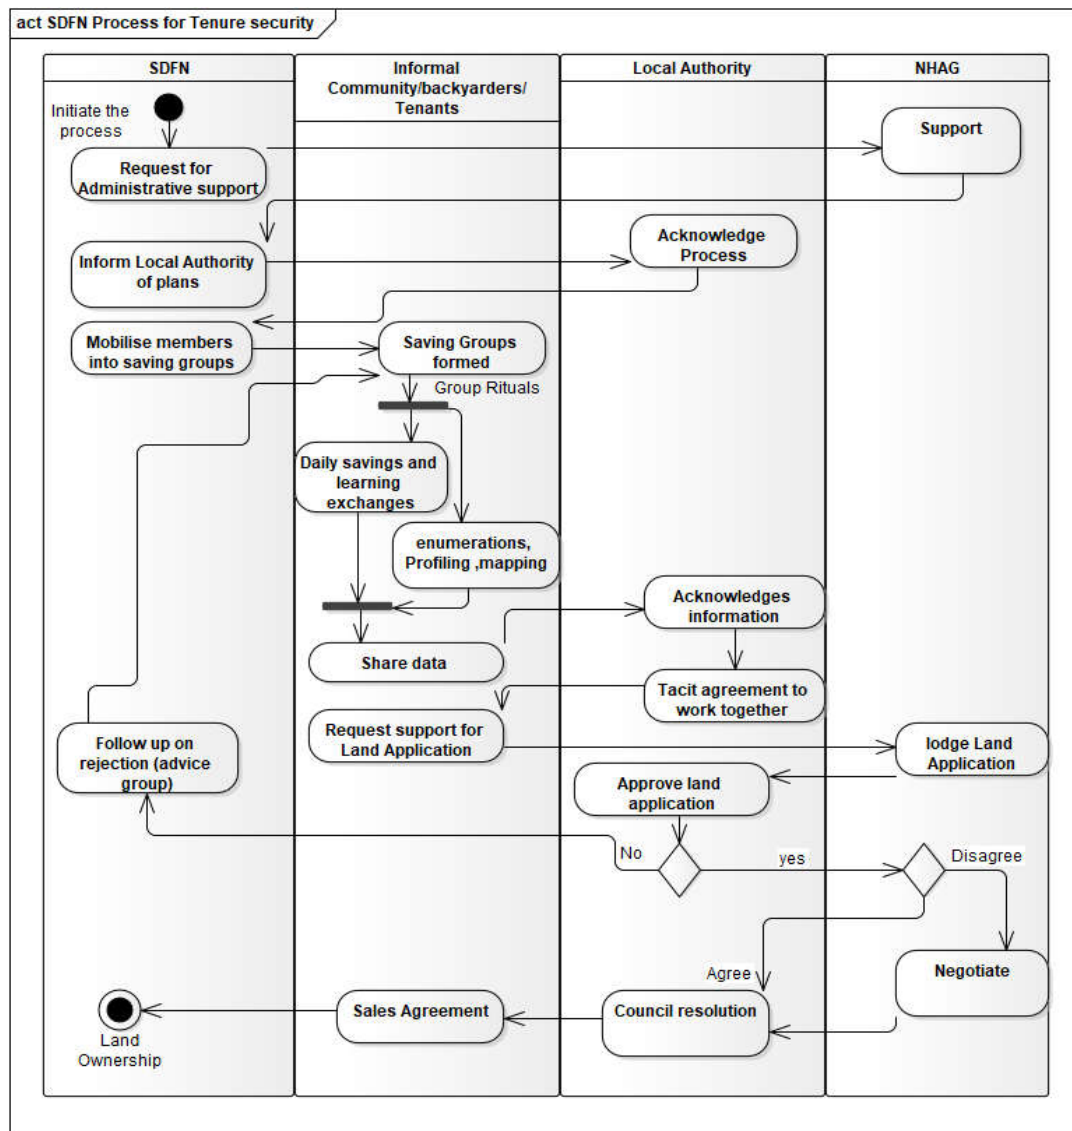 act SDFN Process for Tenure security
SDFN
Informal
Community/backyarders/
Tenants
Local Authority
NHAG
Initiate the
process
Request for
Administrative support
Support
Inform Local Authority
of plans
Acknowledge
Process
Mobilise members
into saving groups
Saving Groups
formed
Group Rituals
Daily savings and
learning
exchanges
enumerations,
Profiling ,mapping
Acknowledges
information
Share data
Tacit agreement to
work together
Request support for
Land Application
lodge Land
Application
Follow up on
rejection (advice
group)
Approve land
application
No
yes
Disagree
Agree
Negotiate
Council resolution
Sales Agreement
Land
Ownership